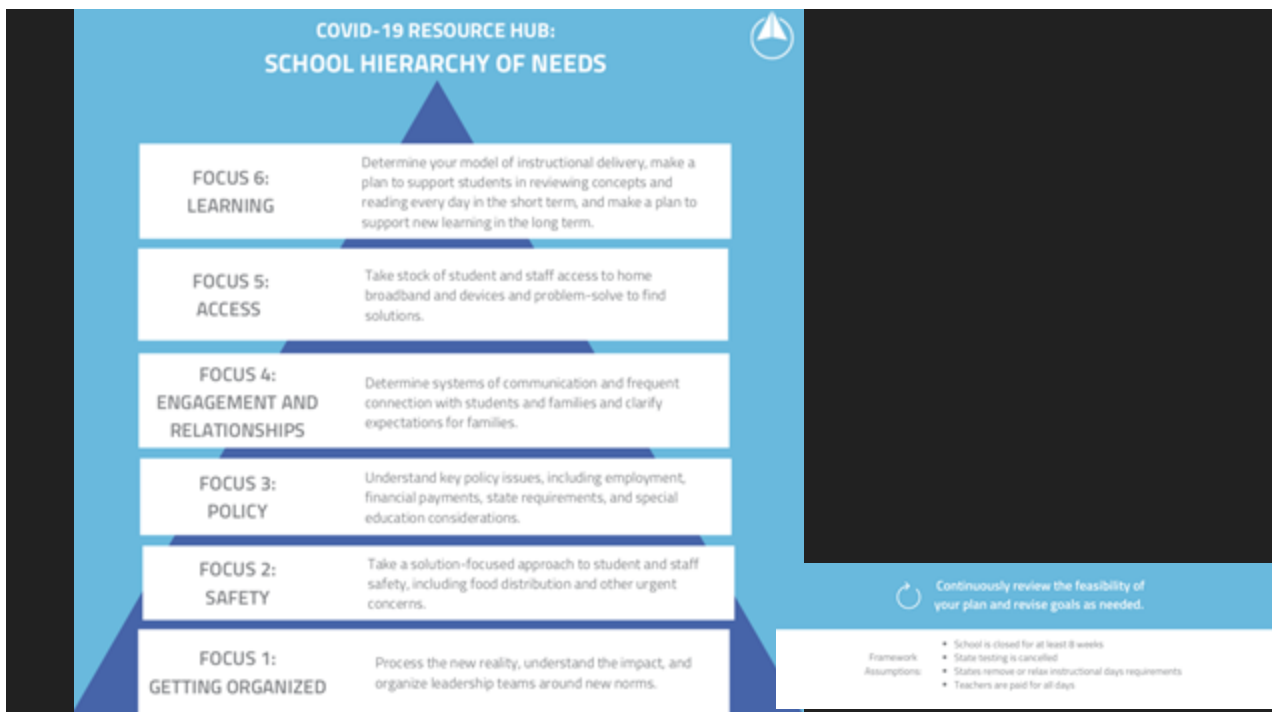 COVID-19 RESOURCE HUB:
SCHOOL HIERARCHY OF NEEDS
FOCUS 6:
LEARNING
Determine your model of instructional delivery, make a
plan to support students in reviewing concepts and
reading every day in the short term, and make a plan to
support new learning in the long term.
FOCUS 5:
ACCESS
Take stock of student and staff access to home
broadband and devices and problem-solve to find
solutions.
FOCUS 4:
ENGAGEMENT AND
RELATIONSHIPS
Determine systems of communication and frequent
connection with students and families and clarify
expectations for families.
FOCUS 3:
POLICY
Understand key policy issues, including employment,
financial payments, state requirements, and special
education considerations.
FOCUS 2:
SAFETY
Take a solution-focused approach to student and staff
safety, including food distribution and other urgent
concerns.
FOCUS 1:
GETTING ORGANIZED
Process the new reality, understand the impact, and
organize leadership teams around new norms.
Continuously review the feasibility of
your plan and revise goals as needed.
Framework
Assumptions:
• School is closed for at least 8 weeks
• State testing is cancelled
• States remove or relax instructional days requirements
• Teachers are paid for all days